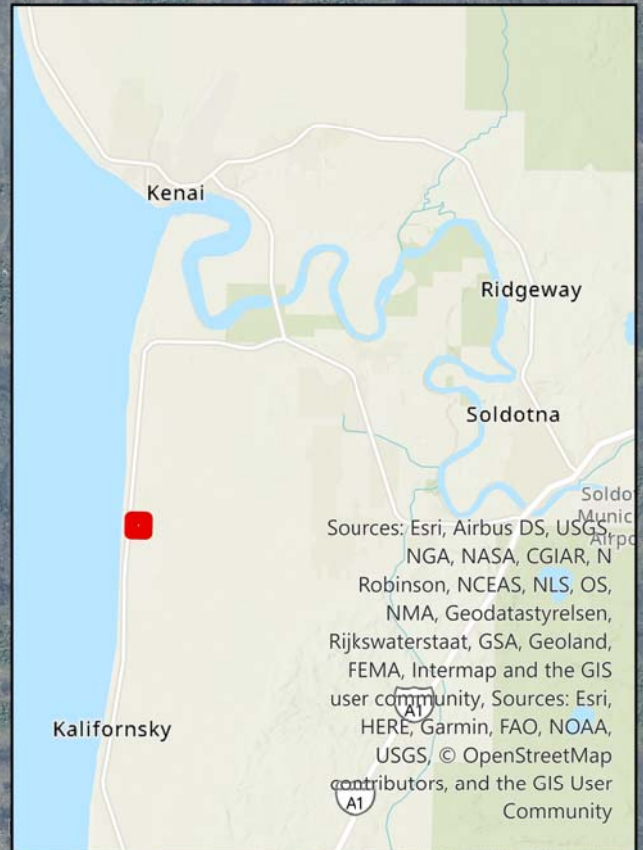 Kenai
Ridgeway
Soldotna
Soldo
Munic
Airpo
Sources: Esri, Airbus DS, USGS,
NGA, NASA, CGIAR, N
Robinson, NCEAS, NLS, OS,
NMA, Geodatastyrelsen,
Rijkswaterstaat, GSA, Geoland,
FEMA, Intermap and the GIS
user community, Sources: Esri,
HERE, Garmin, FAO, NOAA,
USGS, © OpenStreetMap
contributors, and the GIS User
Community
A1
Kalifornsky
A1